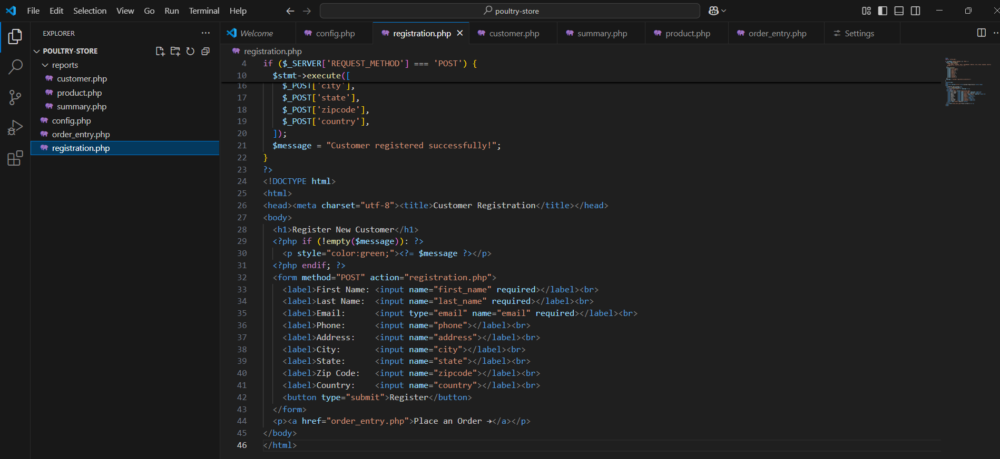 File Edit Selection View Go Run Terminal Help
poultry-store
EXPLORER
POULTRY-STORE
reports
customer.php
product.php
summary.php
config.php
order_entry.php
registration.php
Welcome config.php registration.php customer.php summary.php product.php order_entry.php Settings
registration.php
4 if ($_SERVER['REQUEST_METHOD'] === 'POST') {
10 $stmt->execute([
16 $_POST['city'],
17 $_POST['state'],
18 $_POST['zipcode'],
19 $_POST['country'],
20 ]);
21 $message = "Customer registered successfully!";
22 }
23 ?>
24 <!DOCTYPE html>
25 <html>
26 <head><meta charset="utf-8"><title>Customer Registration</title></head>
27 <body>
28 <h1>Register New Customer</h1>
29 <?php if (!empty($message)): ?>
30 <p style="color:green;"><?= $message ?></p>
31 <?php endif; ?>
32 <form method="POST" action="registration.php">
33 <label>First Name: <input name="first_name" required></label><br>
34 <label>Last Name: <input name="last_name" required></label><br>
35 <label>Email: <input type="email" name="email" required></label><br>
36 <label>Phone: <input name="phone"></label><br>
37 <label>Address: <input name="address"></label><br>
38 <label>City: <input name="city"></label><br>
39 <label>State: <input name="state"></label><br>
40 <label>Zip Code: <input name="zipcode"></label><br>
41 <label>Country: <input name="country"></label><br>
42 <button type="submit">Register</button>
43 </form>
44 <p><a href="order_entry.php">Place an Order →</a></p>
45 </body>
46 </html>